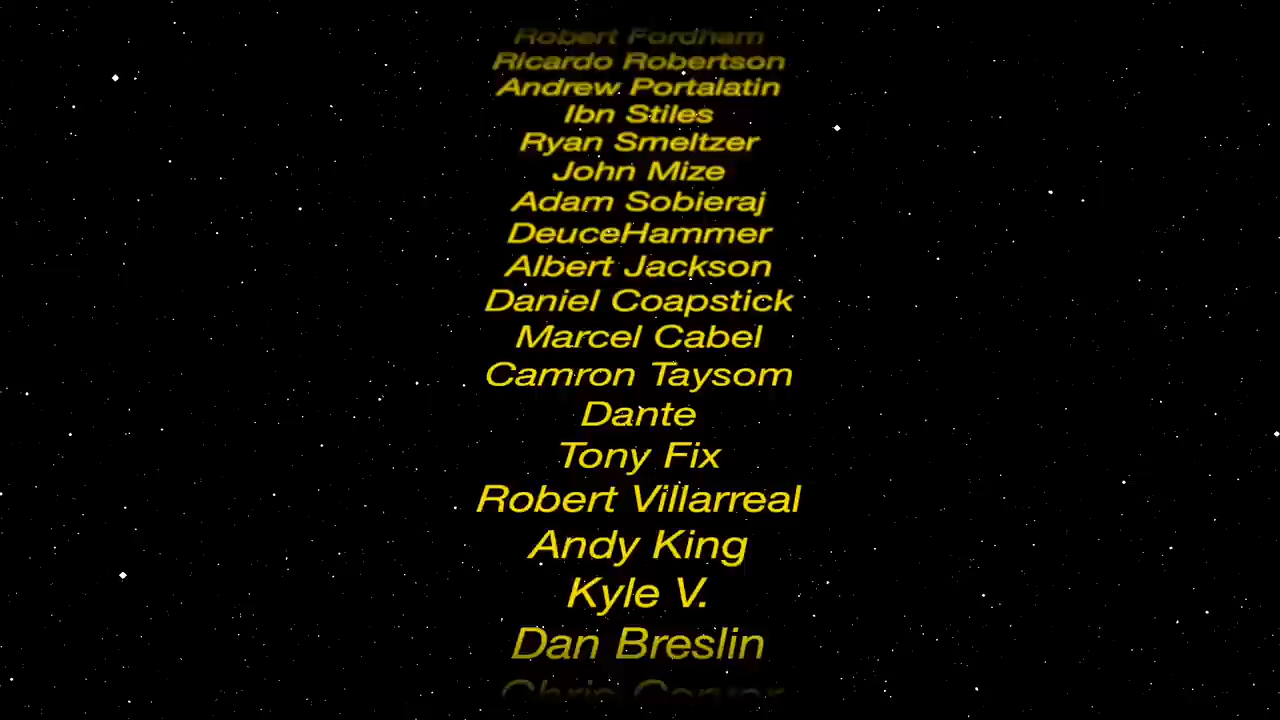 Robert Fordham
Ricardo Robertson
Andrew Portalatin
Ibn Stiles
Ryan Smeltzer
John Mize
Adam Sobieraj
DeuceHammer
Albert Jackson
Daniel Coapstick
Marcel Cabel
Camron Taysom
Dante
Tony Fix
Robert Villarreal
Andy King
Kyle V.
Dan Breslin